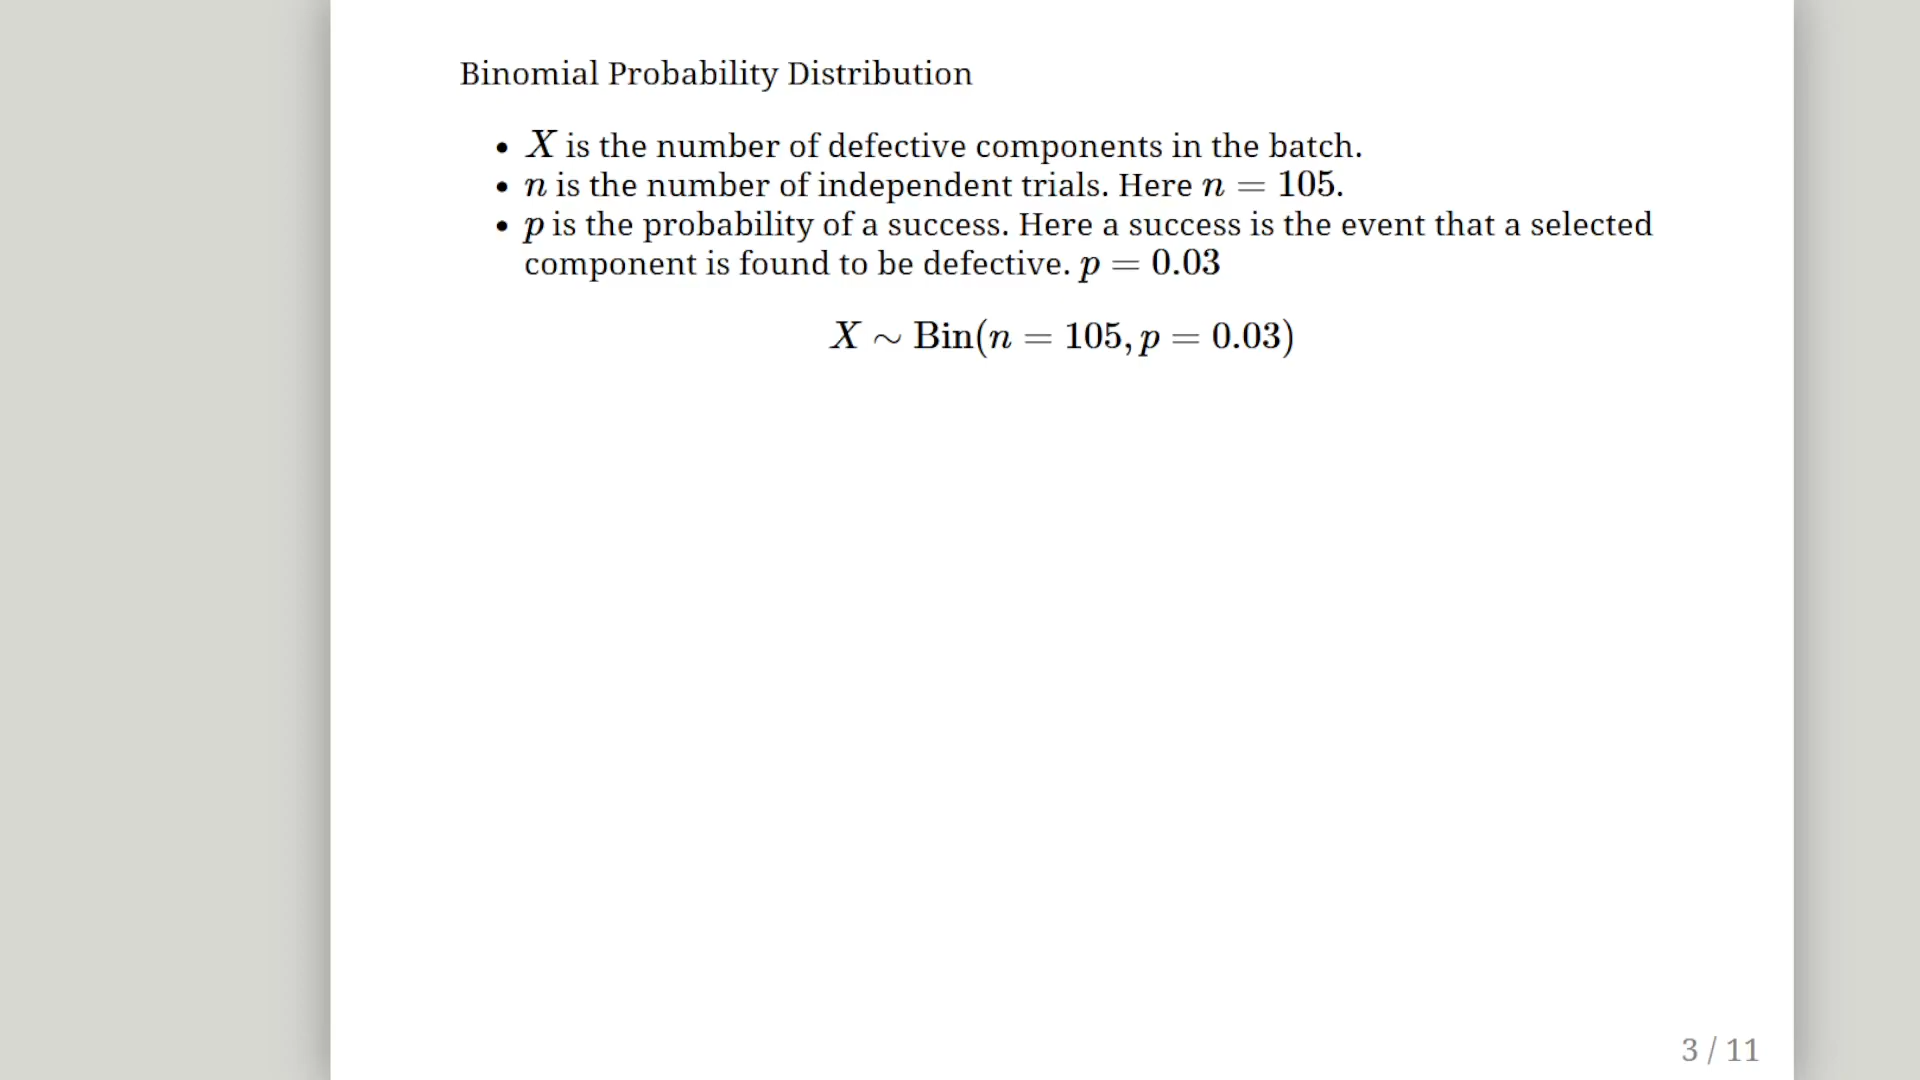 Binomial Probability Distribution
• X is the number of defective components in the batch.
• n is the number of independent trials. Here n = 105.
• p is the probability of a success. Here a success is the event that a selected
component is found to be defective. p = 0.03
X ∼ Bin(n = 105, p = 0.03)
3 / 11